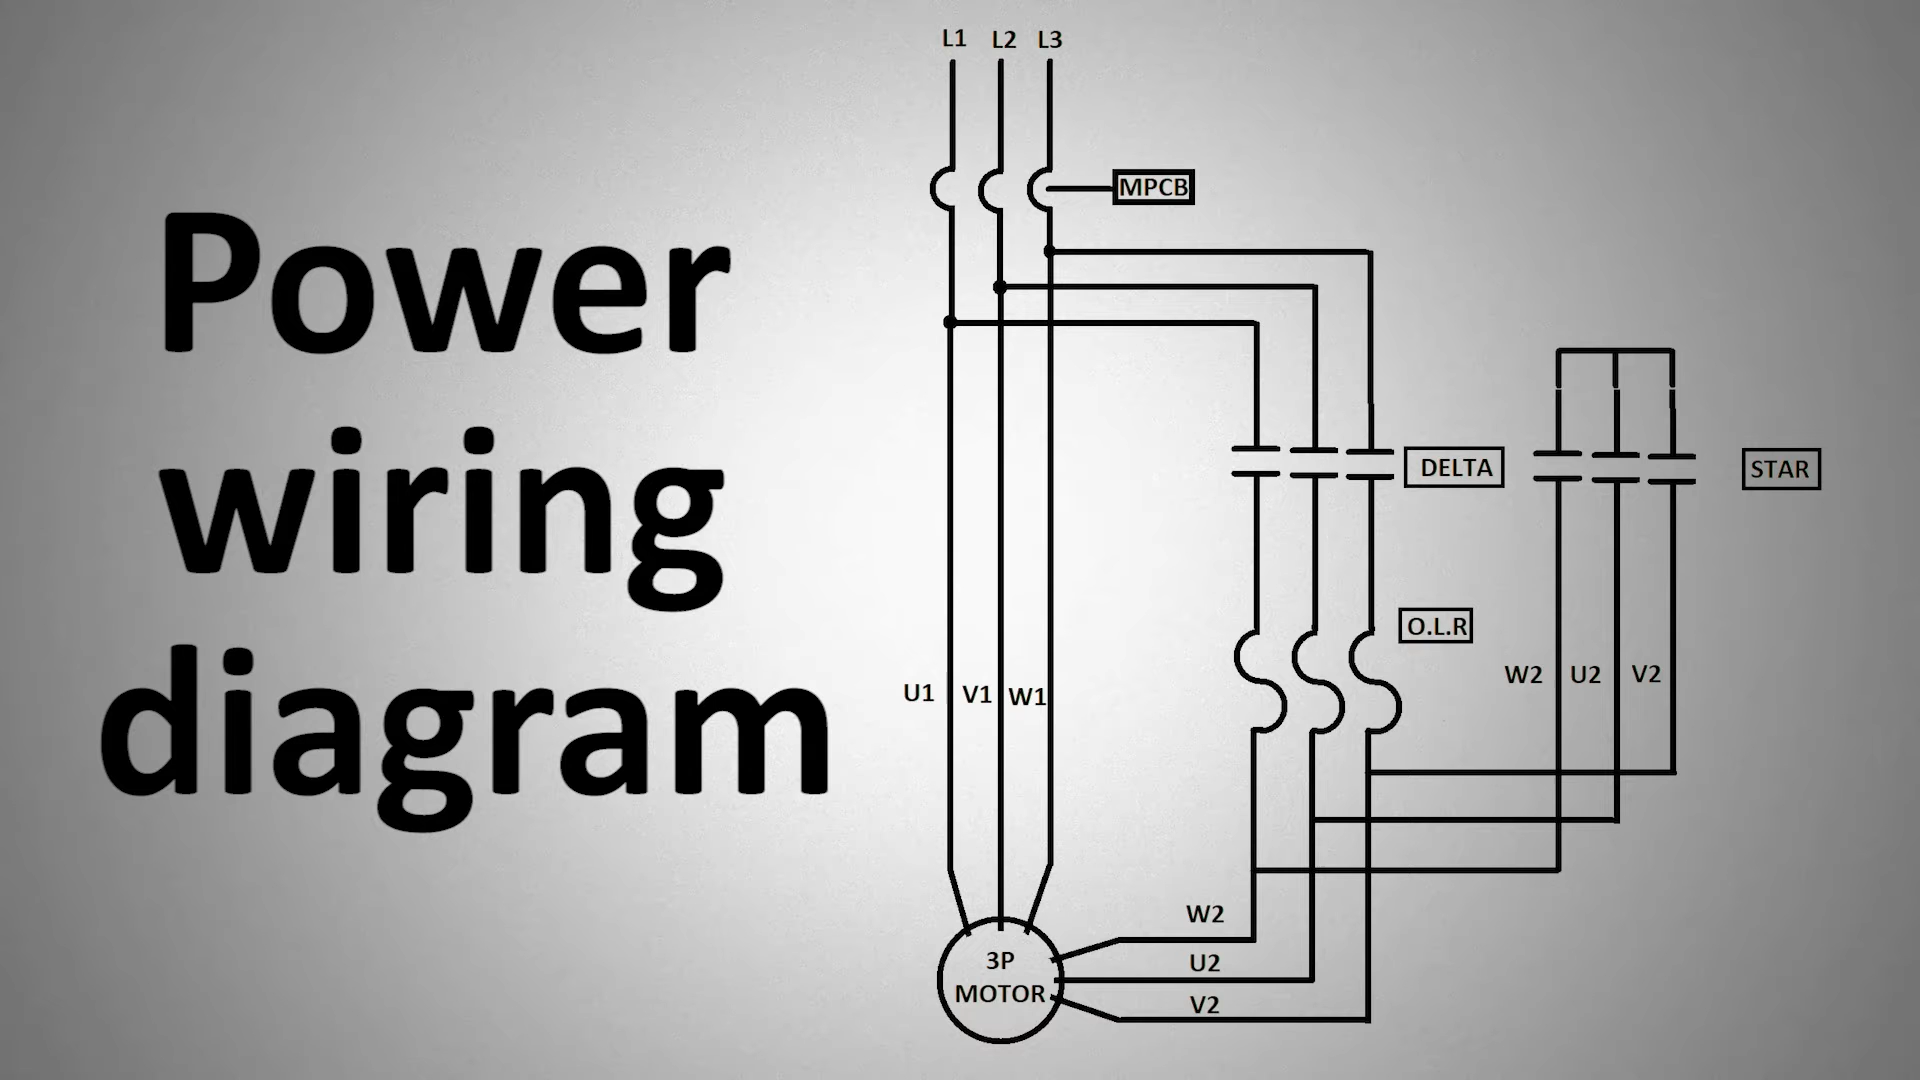 Power
wiring
diagram
L1 L2 L3
MPCB
DELTA
STAR
O.L.R
W2 U2 V2
U1 V1 W1
W2
U2
V2
3P
MOTOR